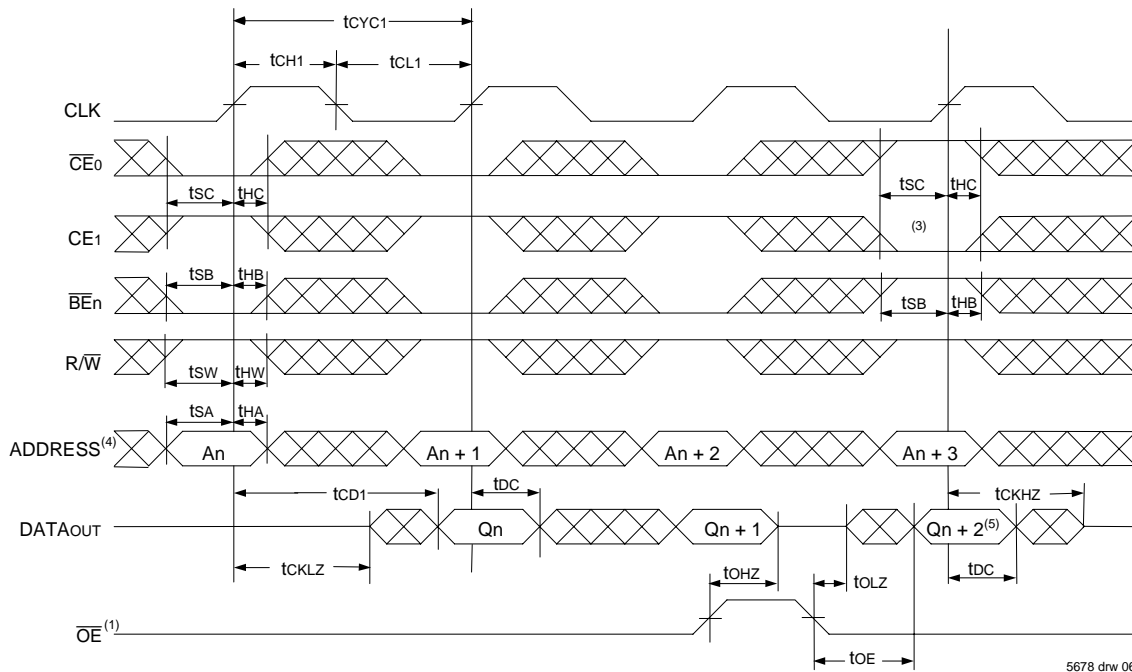 tCYC1
tCH1 tCL1
CLK
CE0
tSC tHC tSC tHC
CE1 (3)
tSB tHB
BEn tSB tHB
R/W
tSW tHW
tSA tHA
ADDRESS(4) An An + 1 An + 2 An + 3
tCD1 tDC tCKHZ
DATAOUT Qn Qn + 1 Qn + 2(5)
tCKLZ tOHZ tOLZ tDC
OE(1)
tOE
5678 drw 06